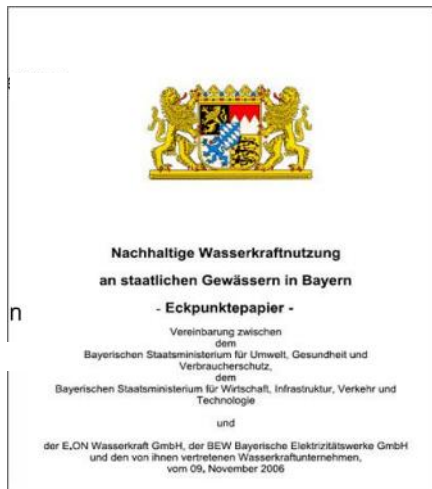 Nachhaltige Wasserkraftnutzung
an staatlichen Gewässern in Bayern
- Eckpunktepapier -
n
Vereinbarung zwischen
dem
Bayerischen Staatsministerium für Umwelt, Gesundheit und
Verbraucherschutz,
dem
Bayerischen Staatsministerium für Wirtschaft, Infrastruktur, Verkehr und
Technologie
und
der E.ON Wasserkraft GmbH, der BEW Bayerische Elektrizitätswerke GmbH
und den von ihnen vertretenen Wasserkraftunternehmen,
vom 09. November 2006